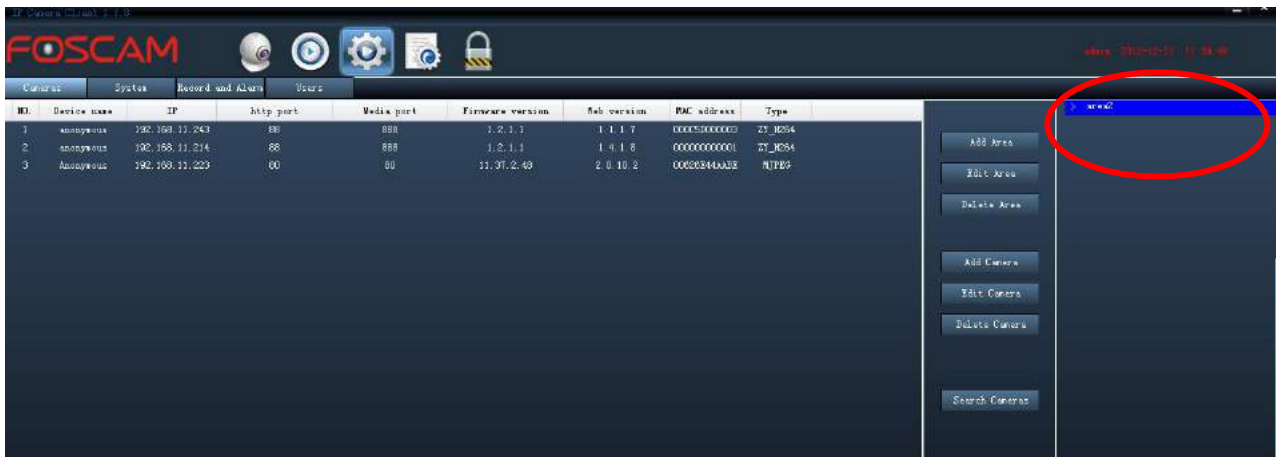 IP Camera Client
FOSCAM
Cameras System Record and Alarm Users
NO. Device name IP http port Media port Firmware version Web version MAC address Type
1 anonymous 192.168.11.243 88 888 1.2.1.1 1.1.1.7 ZY_H264
2 anonymous 192.168.11.214 88 888 1.2.1.1 1.4.1.8 000000000001 ZY_H264
3 Anonymous 192.168.11.223 80 80 11.37.2.48 2.0.10.2 MJPEG
area2
Add Area
Edit Area
Delete Area
Add Camera
Edit Camera
Delete Camera
Search Cameras